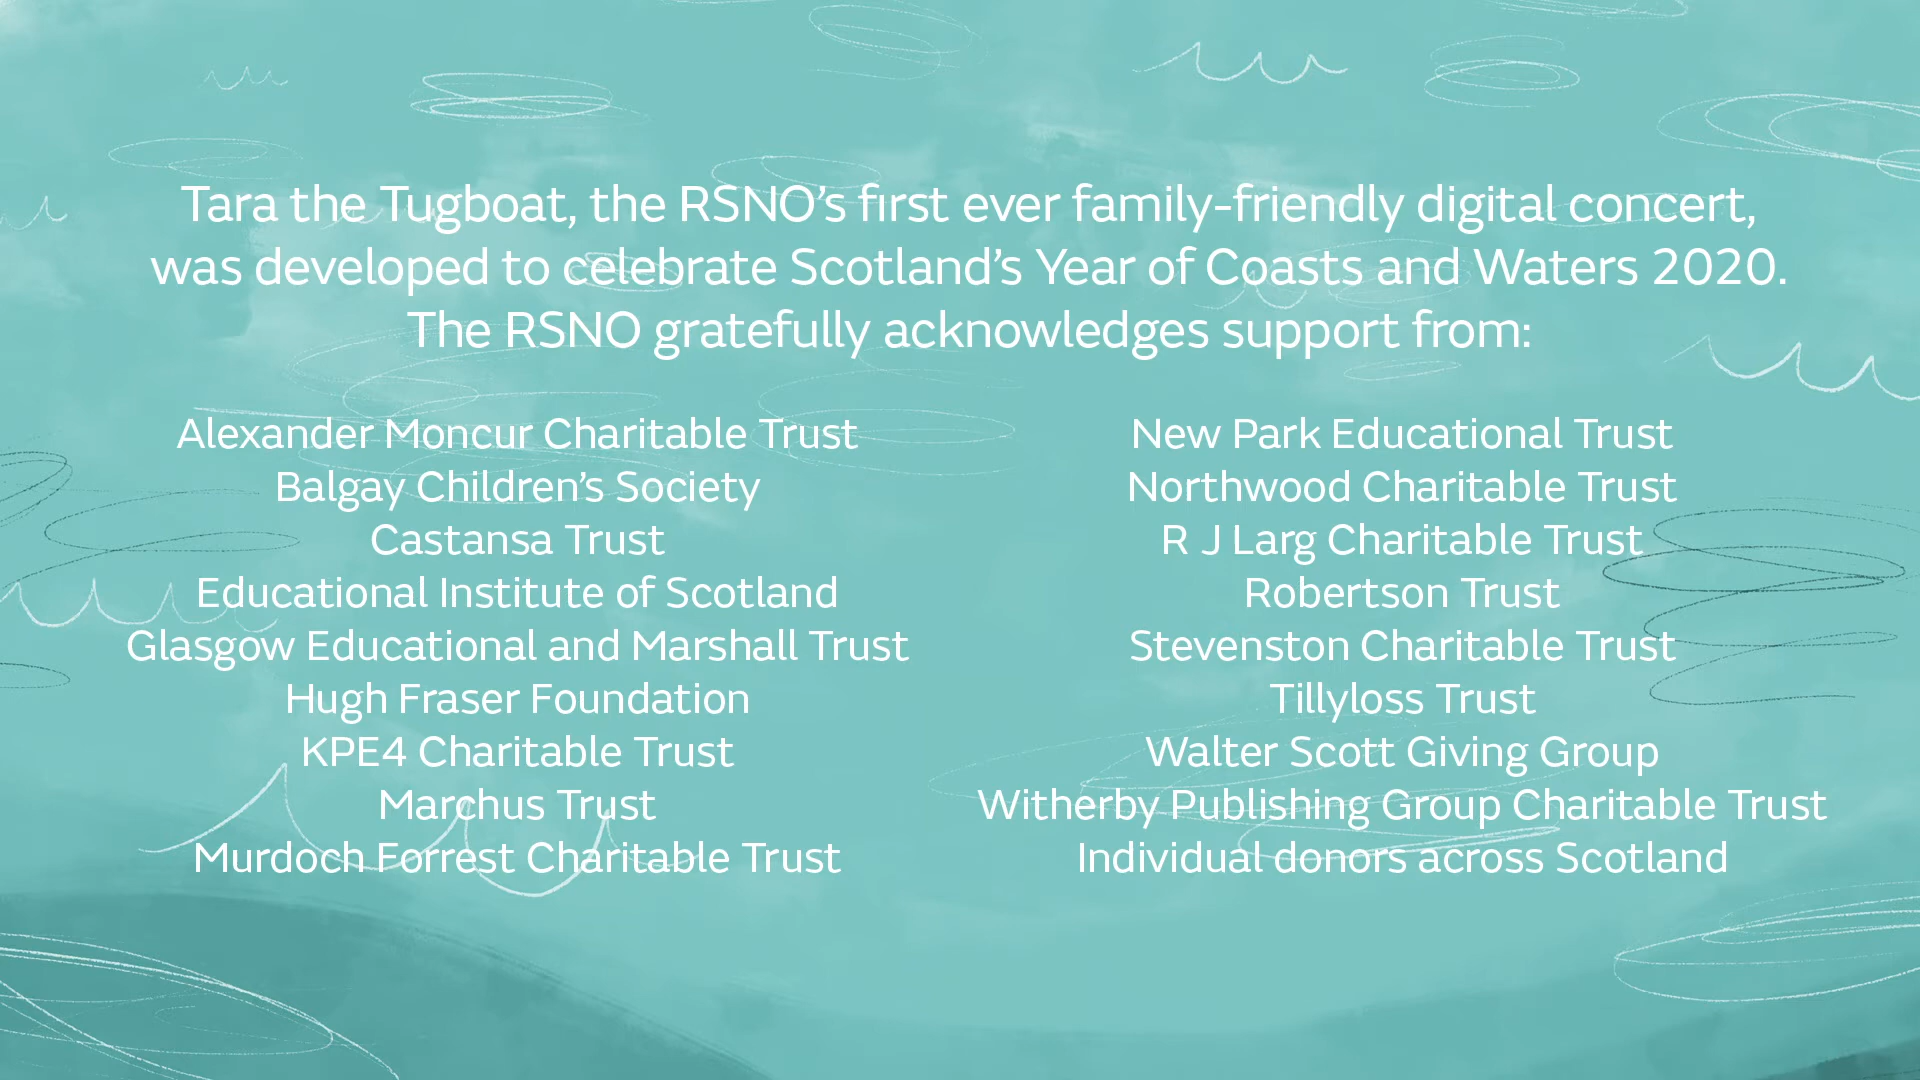 Tara the Tugboat, the RSNO’s first ever family-friendly digital concert,
was developed to celebrate Scotland’s Year of Coasts and Waters 2020.
The RSNO gratefully acknowledges support from:
Alexander Moncur Charitable Trust
Balgay Children’s Society
Castansa Trust
Educational Institute of Scotland
Glasgow Educational and Marshall Trust
Hugh Fraser Foundation
KPE4 Charitable Trust
Marchus Trust
Murdoch Forrest Charitable Trust
New Park Educational Trust
Northwood Charitable Trust
R J Larg Charitable Trust
Robertson Trust
Stevenston Charitable Trust
Tillyloss Trust
Walter Scott Giving Group
Witherby Publishing Group Charitable Trust
Individual donors across Scotland